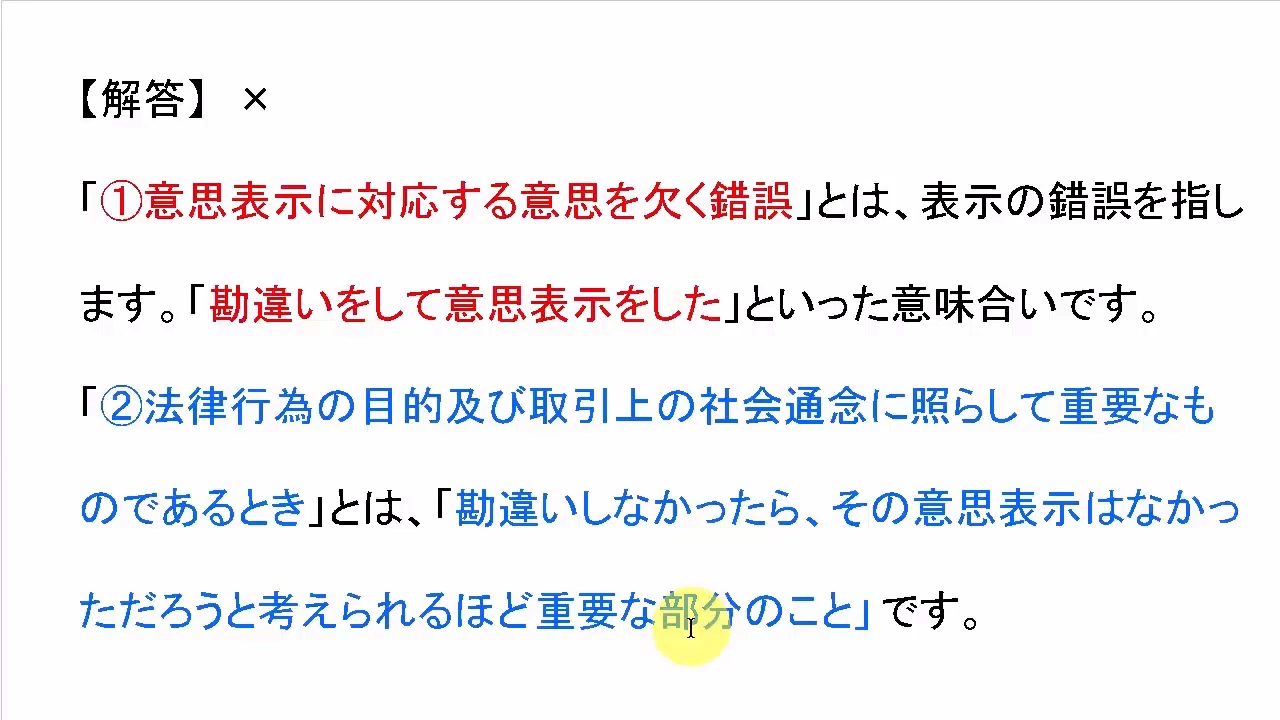 【解答】 ×
「①意思表示に対応する意思を欠く錯誤」とは、表示の錯誤を指し
ます。「勘違いをして意思表示をした」といった意味合いです。
「②法律行為の目的及び取引上の社会通念に照らして重要なも
のであるとき」とは、「勘違いしなかったら、その意思表示はなかっ
ただろうと考えられるほど重要な部分のこと」です。